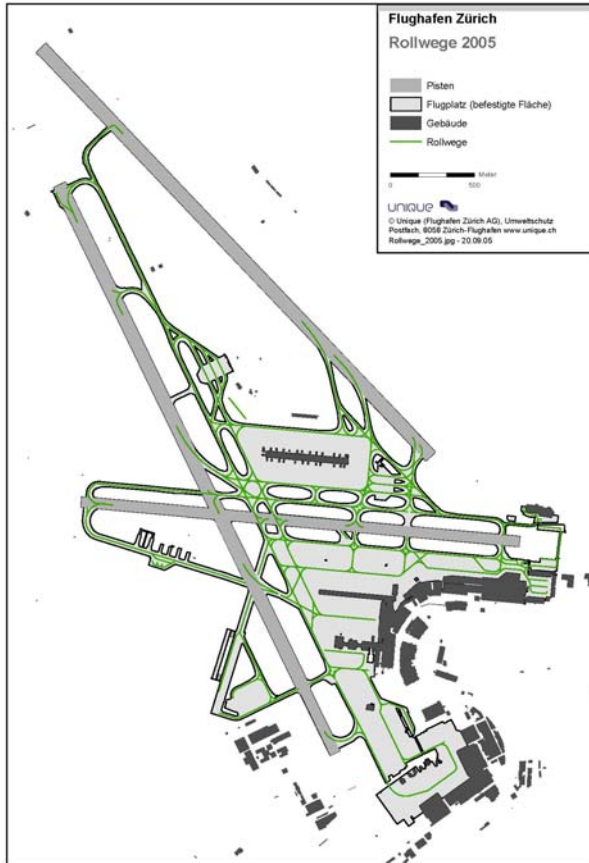 Flughafen Zürich
Rollwege 2005
Pisten
Flugplatz (befestigte Fläche)
Gebäude
Rollwege
Meter
0 500
UNIQUE
© Unique (Flughafen Zürich AG), Umweltschutz
Postfach, 8058 Zürich-Flughafen www.unique.ch
Rollwege_2005.jpg - 20.09.05